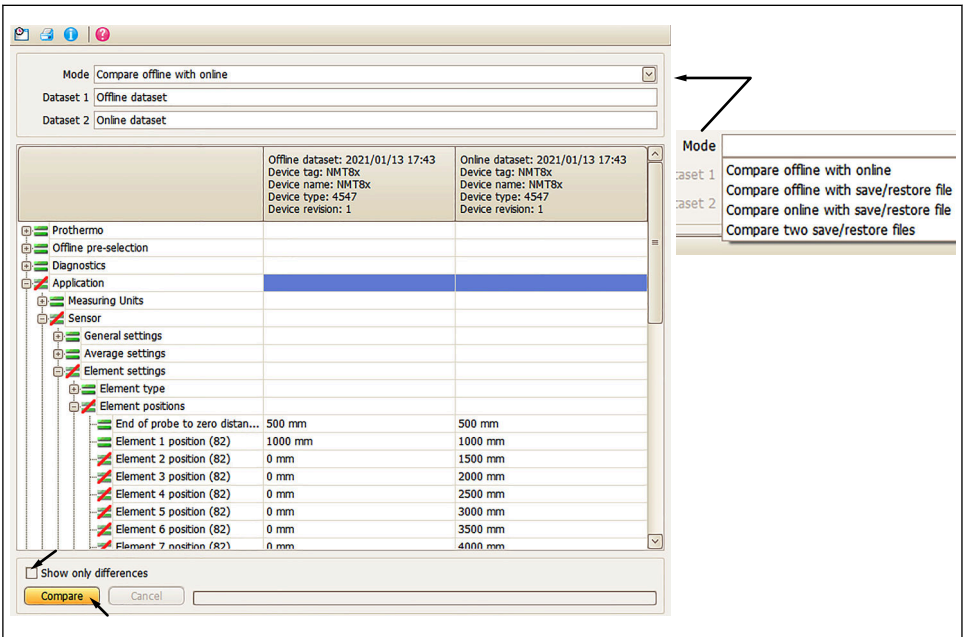 Mode Compare offline with online
Dataset 1 Offline dataset
Dataset 2 Online dataset
Offline dataset: 2021/01/13 17:43
Device tag: NMT8x
Device name: NMT8x
Device type: 4547
Device revision: 1
Online dataset: 2021/01/13 17:43
Device tag: NMT8x
Device name: NMT8x
Device type: 4547
Device revision: 1
Prothermo
Offline pre-selection
Diagnostics
Application
Measuring Units
Sensor
General settings
Average settings
Element settings
Element type
Element positions
End of probe to zero distan... 500 mm 500 mm
Element 1 position (82) 1000 mm 1000 mm
Element 2 position (82) 0 mm 1500 mm
Element 3 position (82) 0 mm 2000 mm
Element 4 position (82) 0 mm 2500 mm
Element 5 position (82) 0 mm 3000 mm
Element 6 position (82) 0 mm 3500 mm
Element 7 position (82) 0 mm 4000 mm
Show only differences
Compare Cancel
Mode
taset 1
taset 2
Compare offline with online
Compare offline with save/restore file
Compare online with save/restore file
Compare two save/restore files